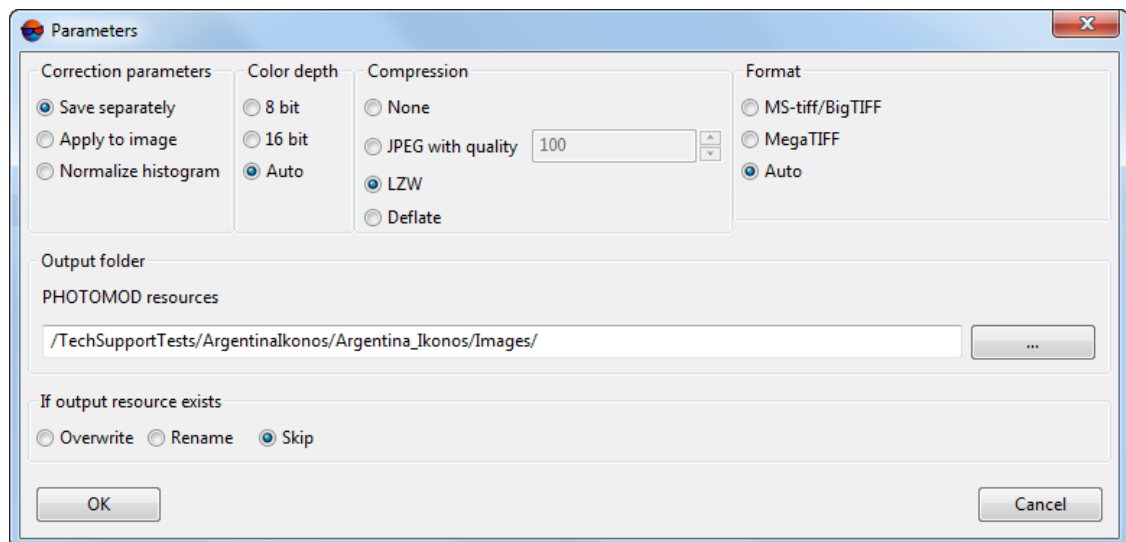 Parameters
Correction parameters
Save separately
Apply to image
Normalize histogram
Color depth
8 bit
16 bit
Auto
Compression
None
JPEG with quality 100
LZW
Deflate
Format
MS-tiff/BigTIFF
MegaTIFF
Auto
Output folder
PHOTOMOD resources
/TechSupportTests/ArgentinaIkonos/Argentina_Ikonos/Images/
...
If output resource exists
Overwrite Rename Skip
OK Cancel